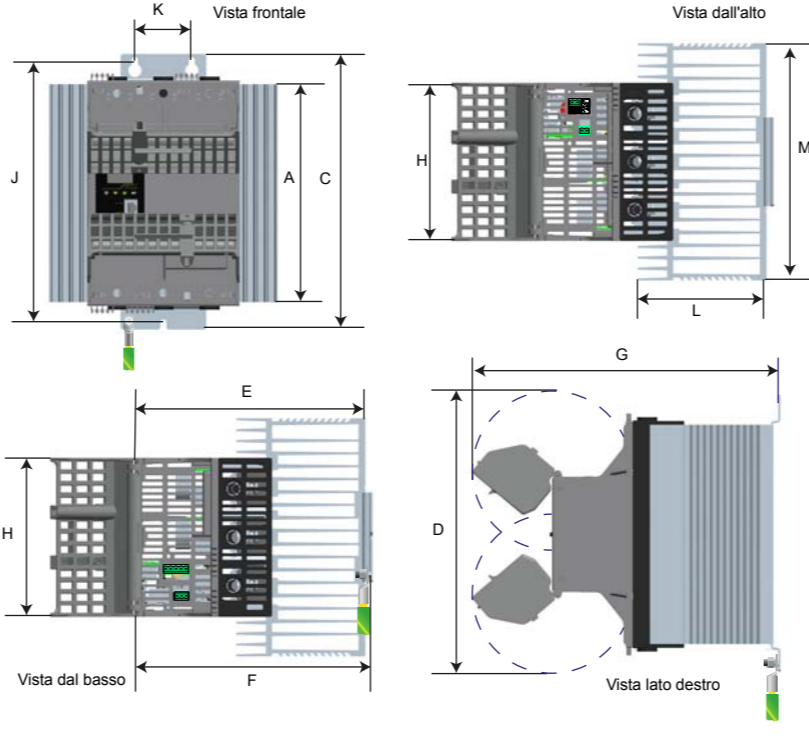 K
Vista frontale
J
A
C
Vista dall'alto
H
M
L
E
H
F
Vista dal basso
G
D
Vista lato destro